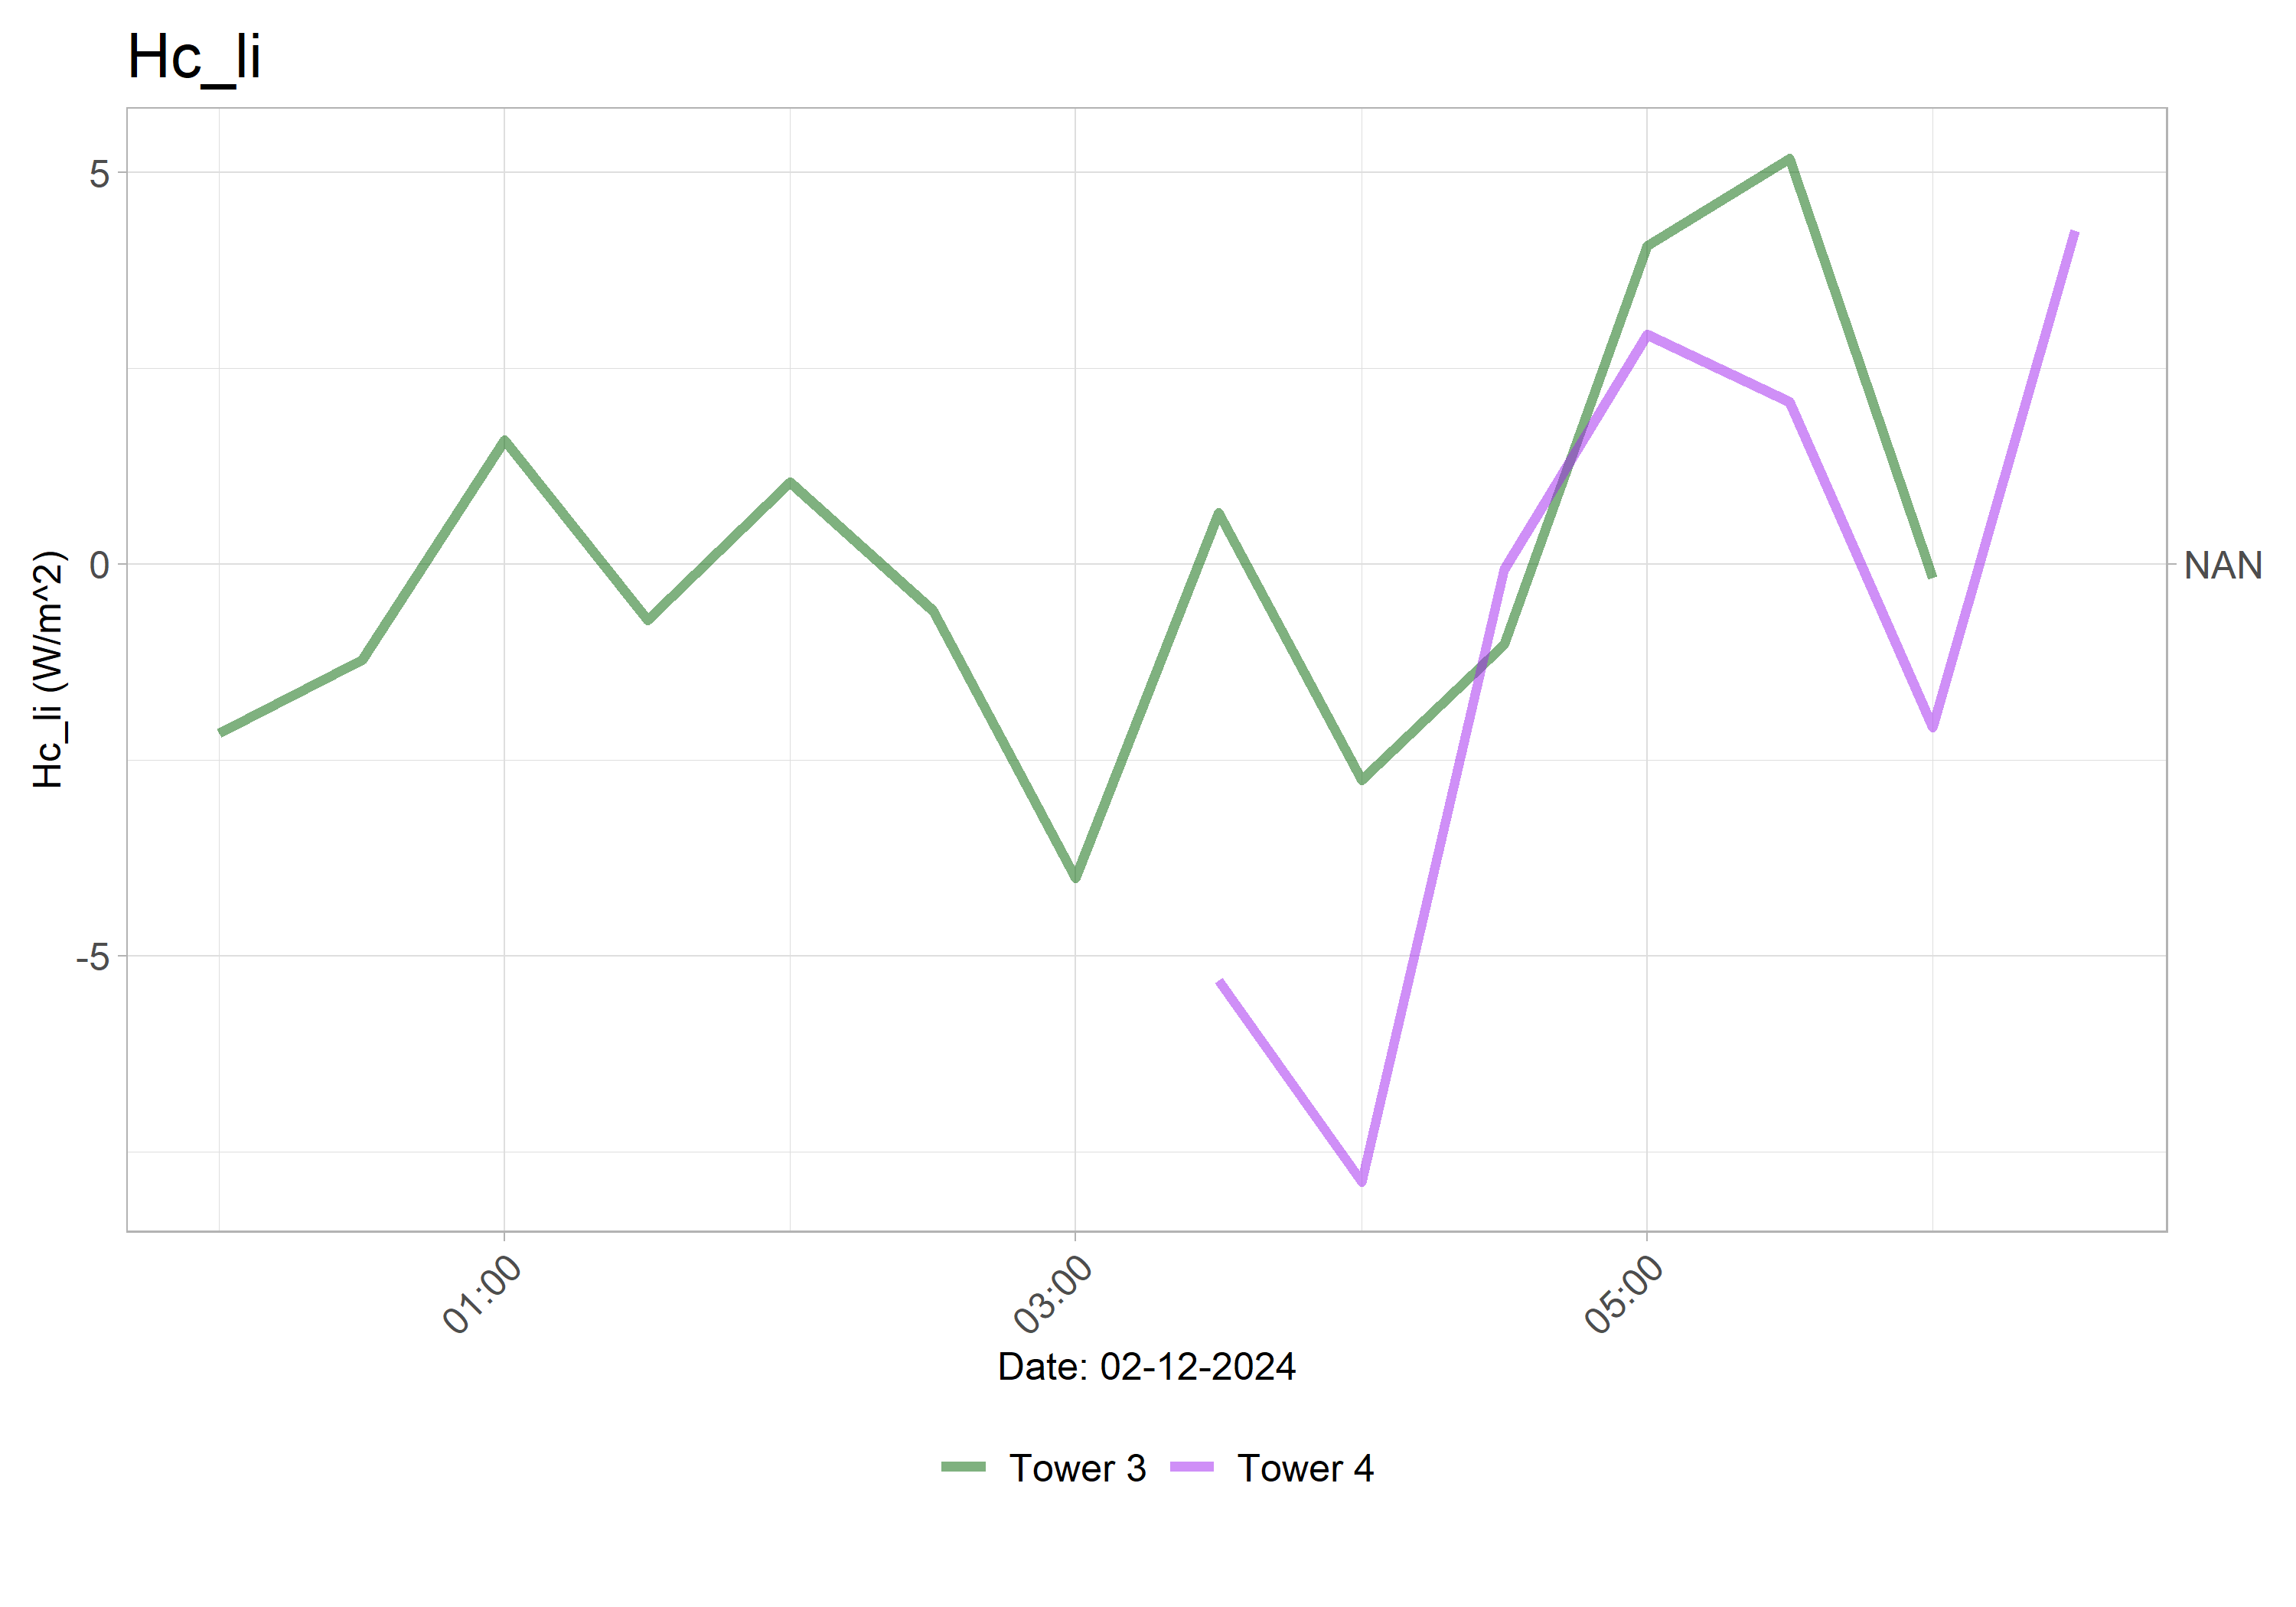 Hc_li
Hc_li (W/m^2)
5
0
-5
NAN
01:00
03:00
05:00
Date: 02-12-2024
Tower 3
Tower 4